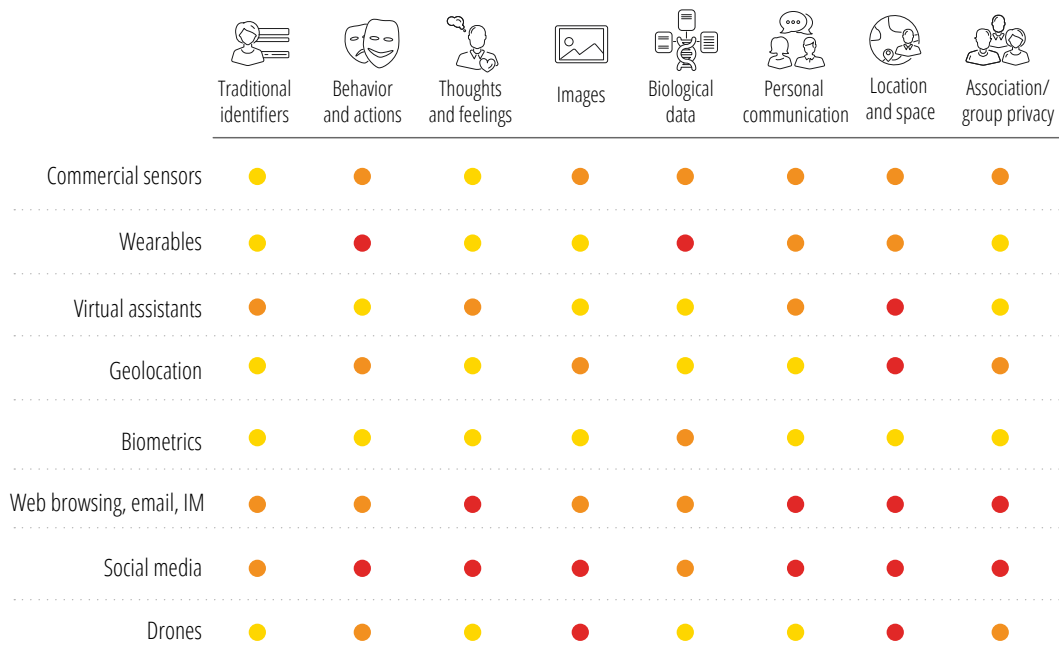 Traditional
identifiers
Behavior
and actions
Thoughts
and feelings
Images
Biological
data
Personal
communication
Location
and space
Association/
group privacy
Commercial sensors
Wearables
Virtual assistants
Geolocation
Biometrics
Web browsing, email, IM
Social media
Drones